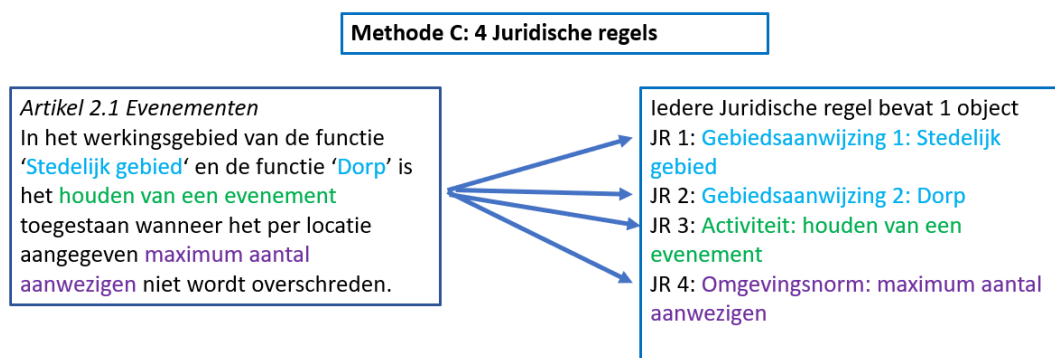 Methode C: 4 Juridische regels
Artikel 2.1 Evenementen
In het werkingsgebied van de functie
‘Stedelijk gebied‘ en de functie ‘Dorp’ is
het houden van een evenement
toegestaan wanneer het per locatie
aangegeven maximum aantal
aanwezigen niet wordt overschreden.
Iedere Juridische regel bevat 1 object
JR 1: Gebiedsaanwijzing 1: Stedelijk
gebied
JR 2: Gebiedsaanwijzing 2: Dorp
JR 3: Activiteit: houden van een
evenement
JR 4: Omgevingsnorm: maximum aantal
aanwezigen